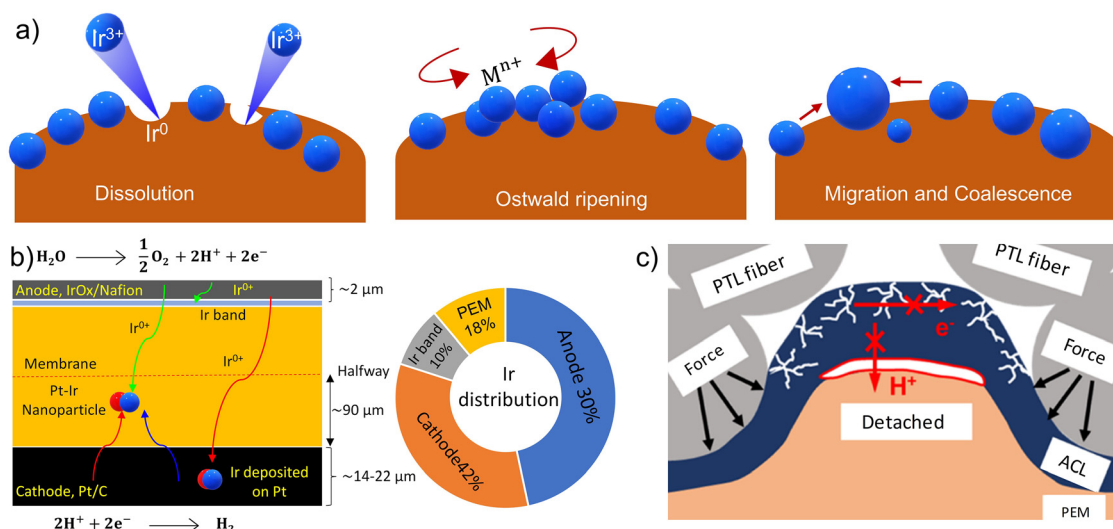 a)
Ir3+
Ir3+
Ir0
Dissolution
Mn+
Ostwald ripening
Migration and Coalescence
b)
H2O ⟶ 1/2 O2 + 2H+ + 2e−
Anode, IrOx/Nafion
Ir0+
~2 µm
Ir band
Ir0+
Ir0+
Membrane
Halfway
Pt-Ir
Nanoparticle
~90 µm
Ir deposited
on Pt
Cathode, Pt/C
~14-22 µm
2H+ + 2e− ⟶ H2
PEM
18%
Ir band
10%
Anode 30%
Cathode42%
Ir
distribution
c)
PTL fiber
PTL fiber
e-
Force
Force
H+
Detached
ACL
PEM